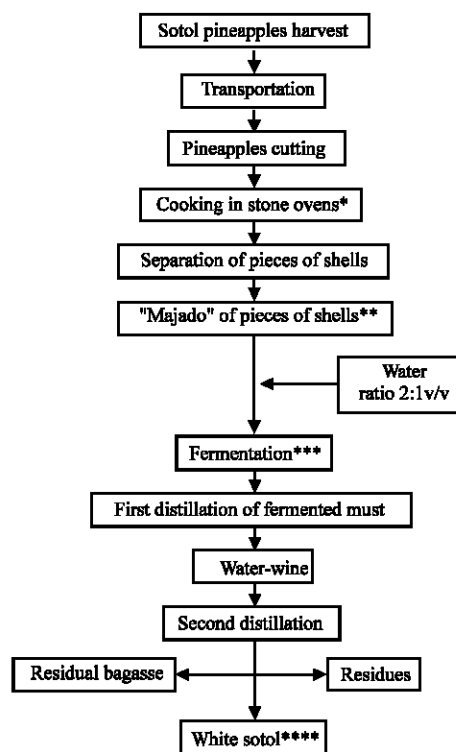 Sotol pineapples harvest
Transportation
Pineapples cutting
Cooking in stone ovens*
Separation of pieces of shells
"Majado" of pieces of shells**
Water
ratio 2:1v/v
Fermentation***
First distillation of fermented must
Water-wine
Second distillation
Residual bagasse
Residues
White sotol****